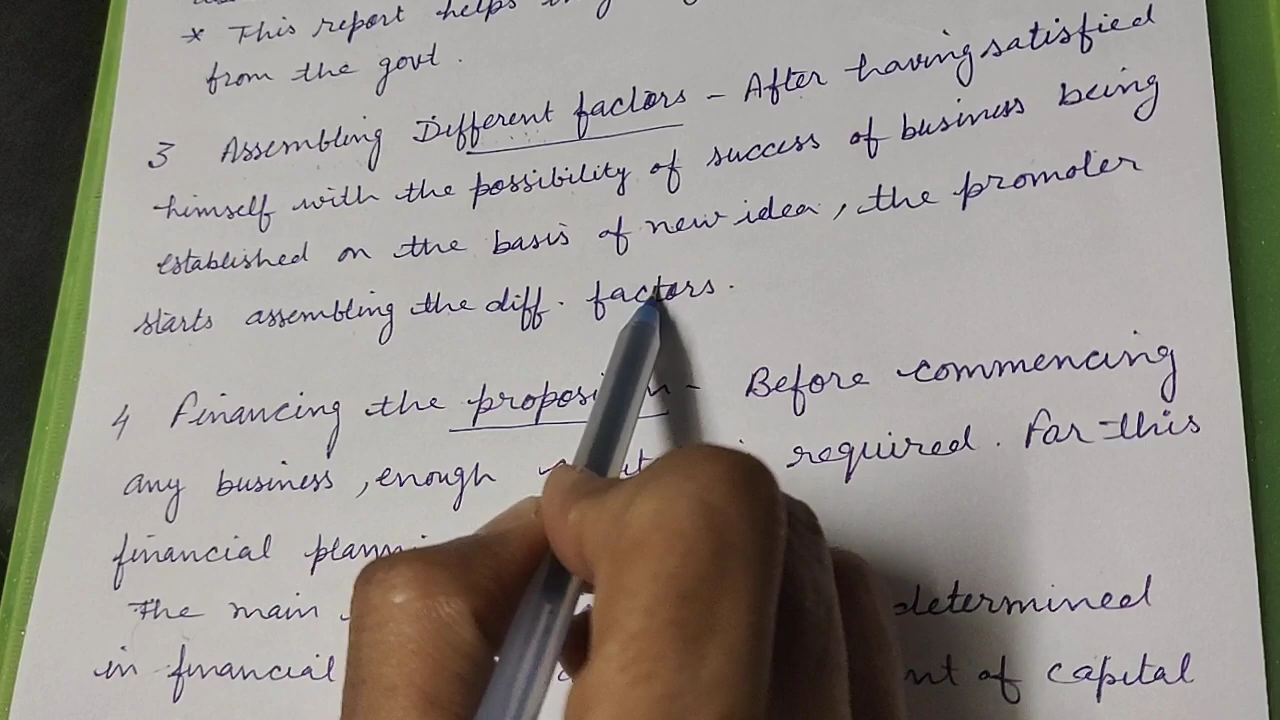 * This report helps
from the govt.
3 Assembling Different factors - After having satisfied
himself with the possibility of success of business being
established on the basis of new idea, the promoter
starts assembling the diff. factors.
4 Financing the - Before commencing
any business, enough required. For this
financial
The main determined
in financial of capital